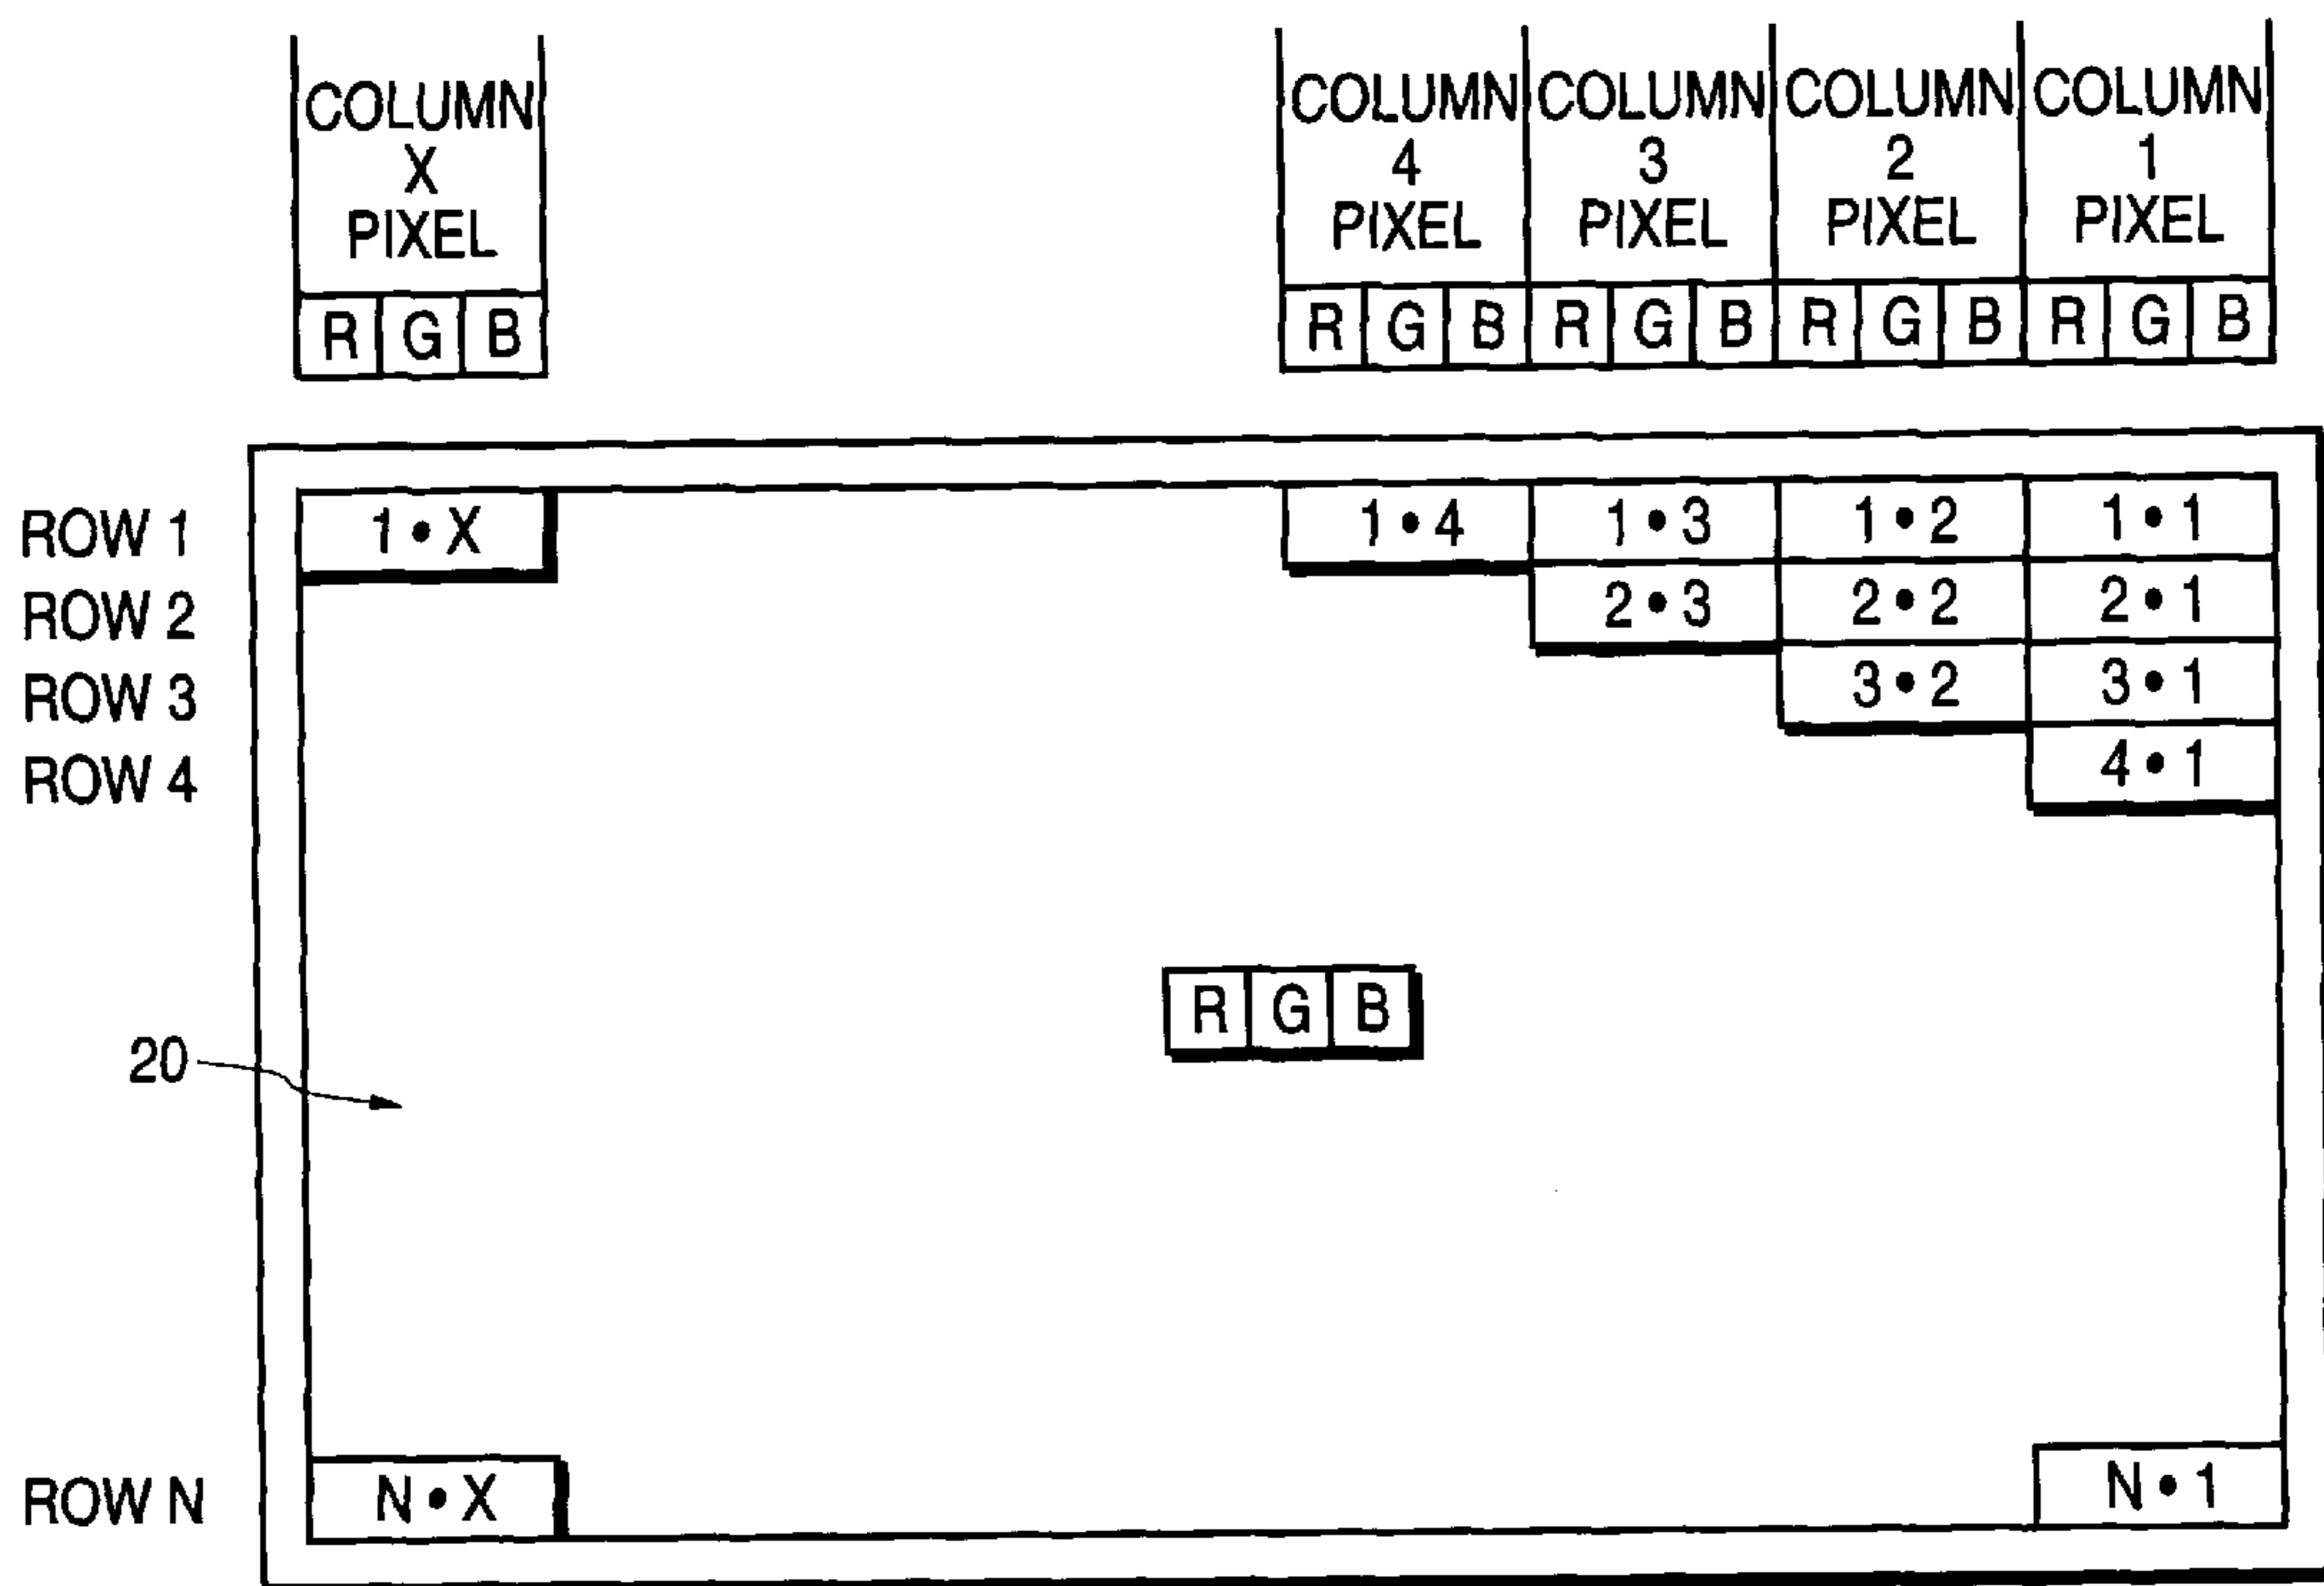 COLUMN COLUMN COLUMN COLUMN COLUMN
X 4 3 2 1
PIXEL PIXEL PIXEL PIXEL PIXEL
R G B R G B R G B R G B R G B
ROW 1 1•X 1•4 1•3 1•2 1•1
ROW 2 2•3 2•2 2•1
ROW 3 3•2 3•1
ROW 4 4•1
R G B
20
ROW N N•X N•1